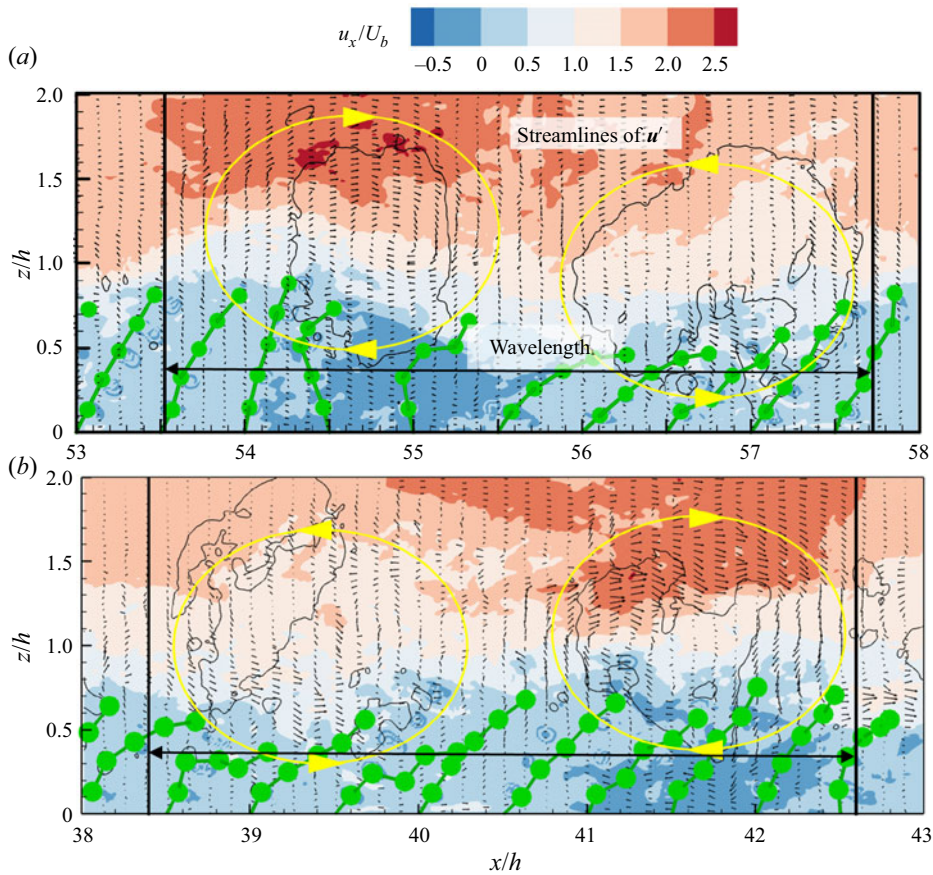 u_x/U_b
–0.5 0 0.5 1.0 1.5 2.0 2.5
(a)
2.0
Streamlines of u′
1.5
z/h
1.0
0.5
Wavelength
0
53 54 55 56 57 58
(b)
2.0
1.5
z/h
1.0
0.5
0
38 39 40 41 42 43
x/h